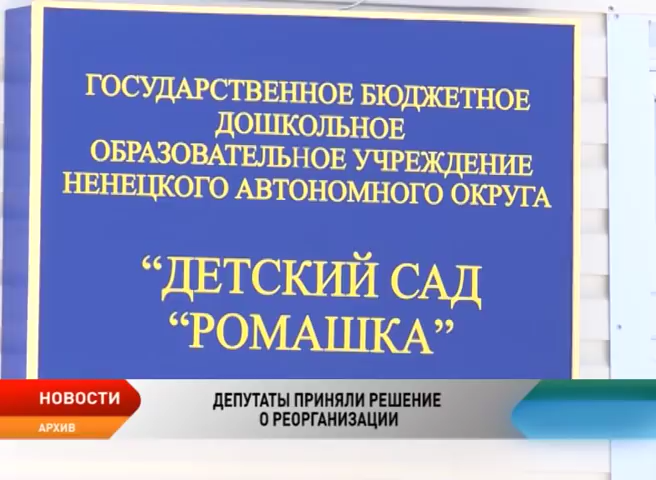 ГОСУДАРСТВЕННОЕ БЮДЖЕТНОЕ
ДОШКОЛЬНОЕ
ОБРАЗОВАТЕЛЬНОЕ УЧРЕЖДЕНИЕ
НЕНЕЦКОГО АВТОНОМНОГО ОКРУГА
“ДЕТСКИЙ САД
“РОМАШКА”
НОВОСТИ
АРХИВ
ДЕПУТАТЫ ПРИНЯЛИ РЕШЕНИЕ
О РЕОРГАНИЗАЦИИ